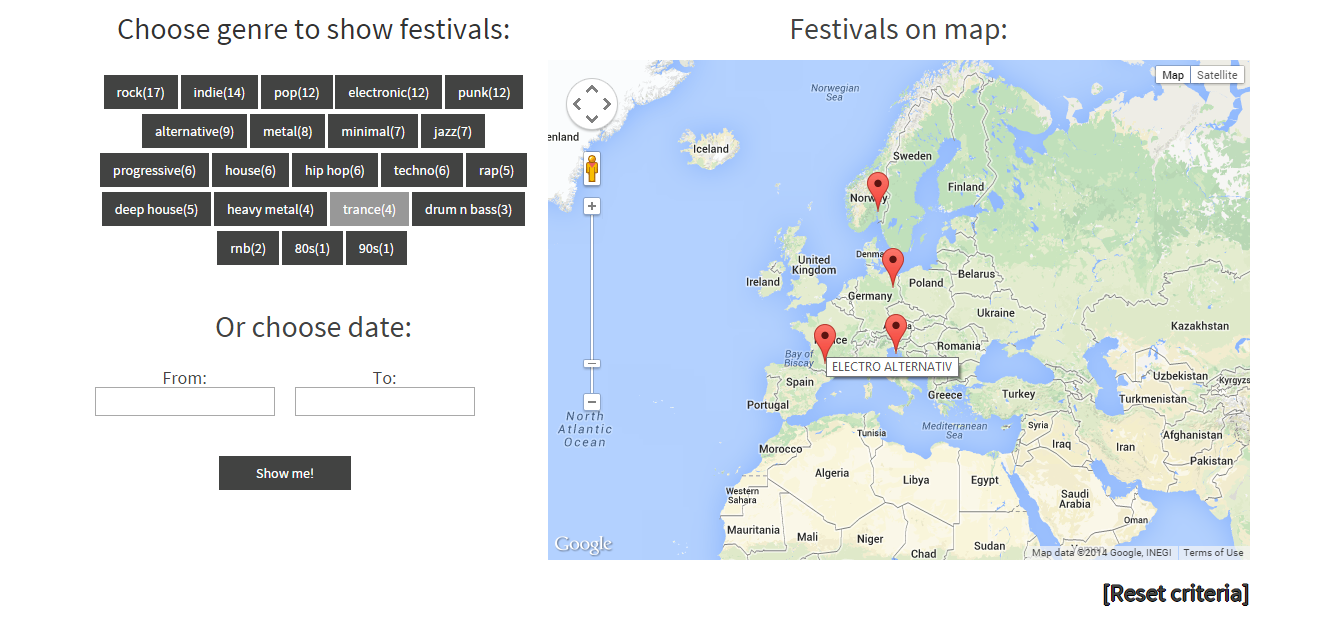 Choose genre to show festivals:
rock(17) indie(14) pop(12) electronic(12) punk(12)
alternative(9) metal(8) minimal(7) jazz(7)
progressive(6) house(6) hip hop(6) techno(6) rap(5)
deep house(5) heavy metal(4) trance(4) drum n bass(3)
rnb(2) 80s(1) 90s(1)
Or choose date:
From: To:
Show me!
Festivals on map:
Map Satellite
Norwegian
Sea
enland
Iceland
Sweden
Finland
Norway
Denma
United
Kingdom
Ireland
Belarus
Poland
Germany
Ukraine
Kazakhstan
Romania
Bay of
Biscay
ELECTRO ALTERNATIV
Uzbekistan
Kyrgyzs
Spain
Greece
Turkey
Turkmenistan
Portugal
North
Atlantic
Ocean
Mediterranean
Sea
Syria
Tunisia
Afghanistan
Iraq
Iran
Morocco
Pakistan
Algeria
Libya
Egypt
Western
Sahara
Saudi
Arabia
Oman
Mauritania
Mali
Niger
Sudan
Chad
Google
Map data ©2014 Google, INEGI Terms of Use
[Reset criteria]